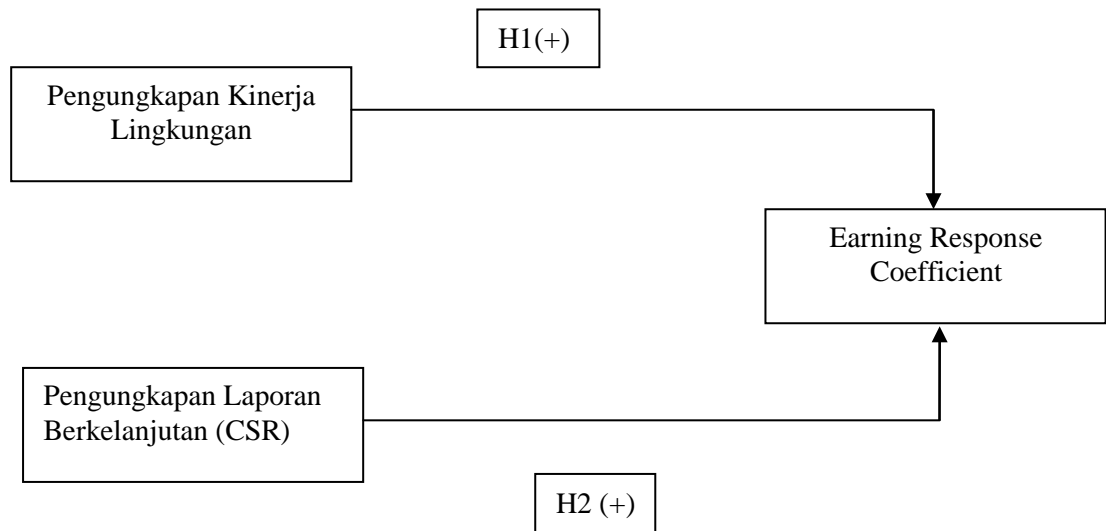 H1(+)
Pengungkapan Kinerja
Lingkungan
Earning Response
Coefficient
Pengungkapan Laporan
Berkelanjutan (CSR)
H2 (+)